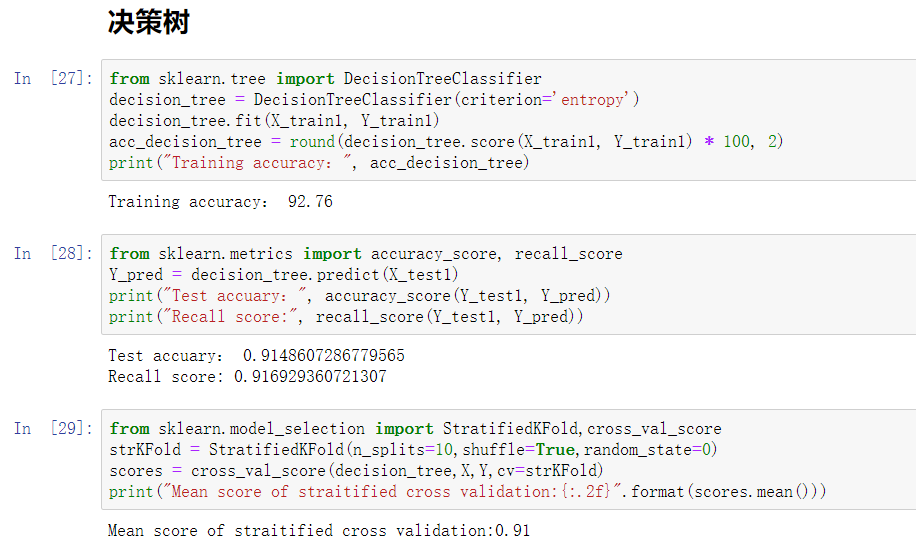 决策树
In [27]:
from sklearn.tree import DecisionTreeClassifier
decision_tree = DecisionTreeClassifier(criterion='entropy')
decision_tree.fit(X_train1, Y_train1)
acc_decision_tree = round(decision_tree.score(X_train1, Y_train1) * 100, 2)
print("Training accuracy: ", acc_decision_tree)
Training accuracy:  92.76
In [28]:
from sklearn.metrics import accuracy_score, recall_score
Y_pred = decision_tree.predict(X_test1)
print("Test accuary: ", accuracy_score(Y_test1, Y_pred))
print("Recall score:", recall_score(Y_test1, Y_pred))
Test accuary:  0.9148607286779565
Recall score: 0.916929360721307
In [29]:
from sklearn.model_selection import StratifiedKFold,cross_val_score
strKFold = StratifiedKFold(n_splits=10,shuffle=True,random_state=0)
scores = cross_val_score(decision_tree,X,Y,cv=strKFold)
print("Mean score of straitified cross validation:{:.2f}".format(scores.mean()))
Mean score of straitified cross validation:0.91